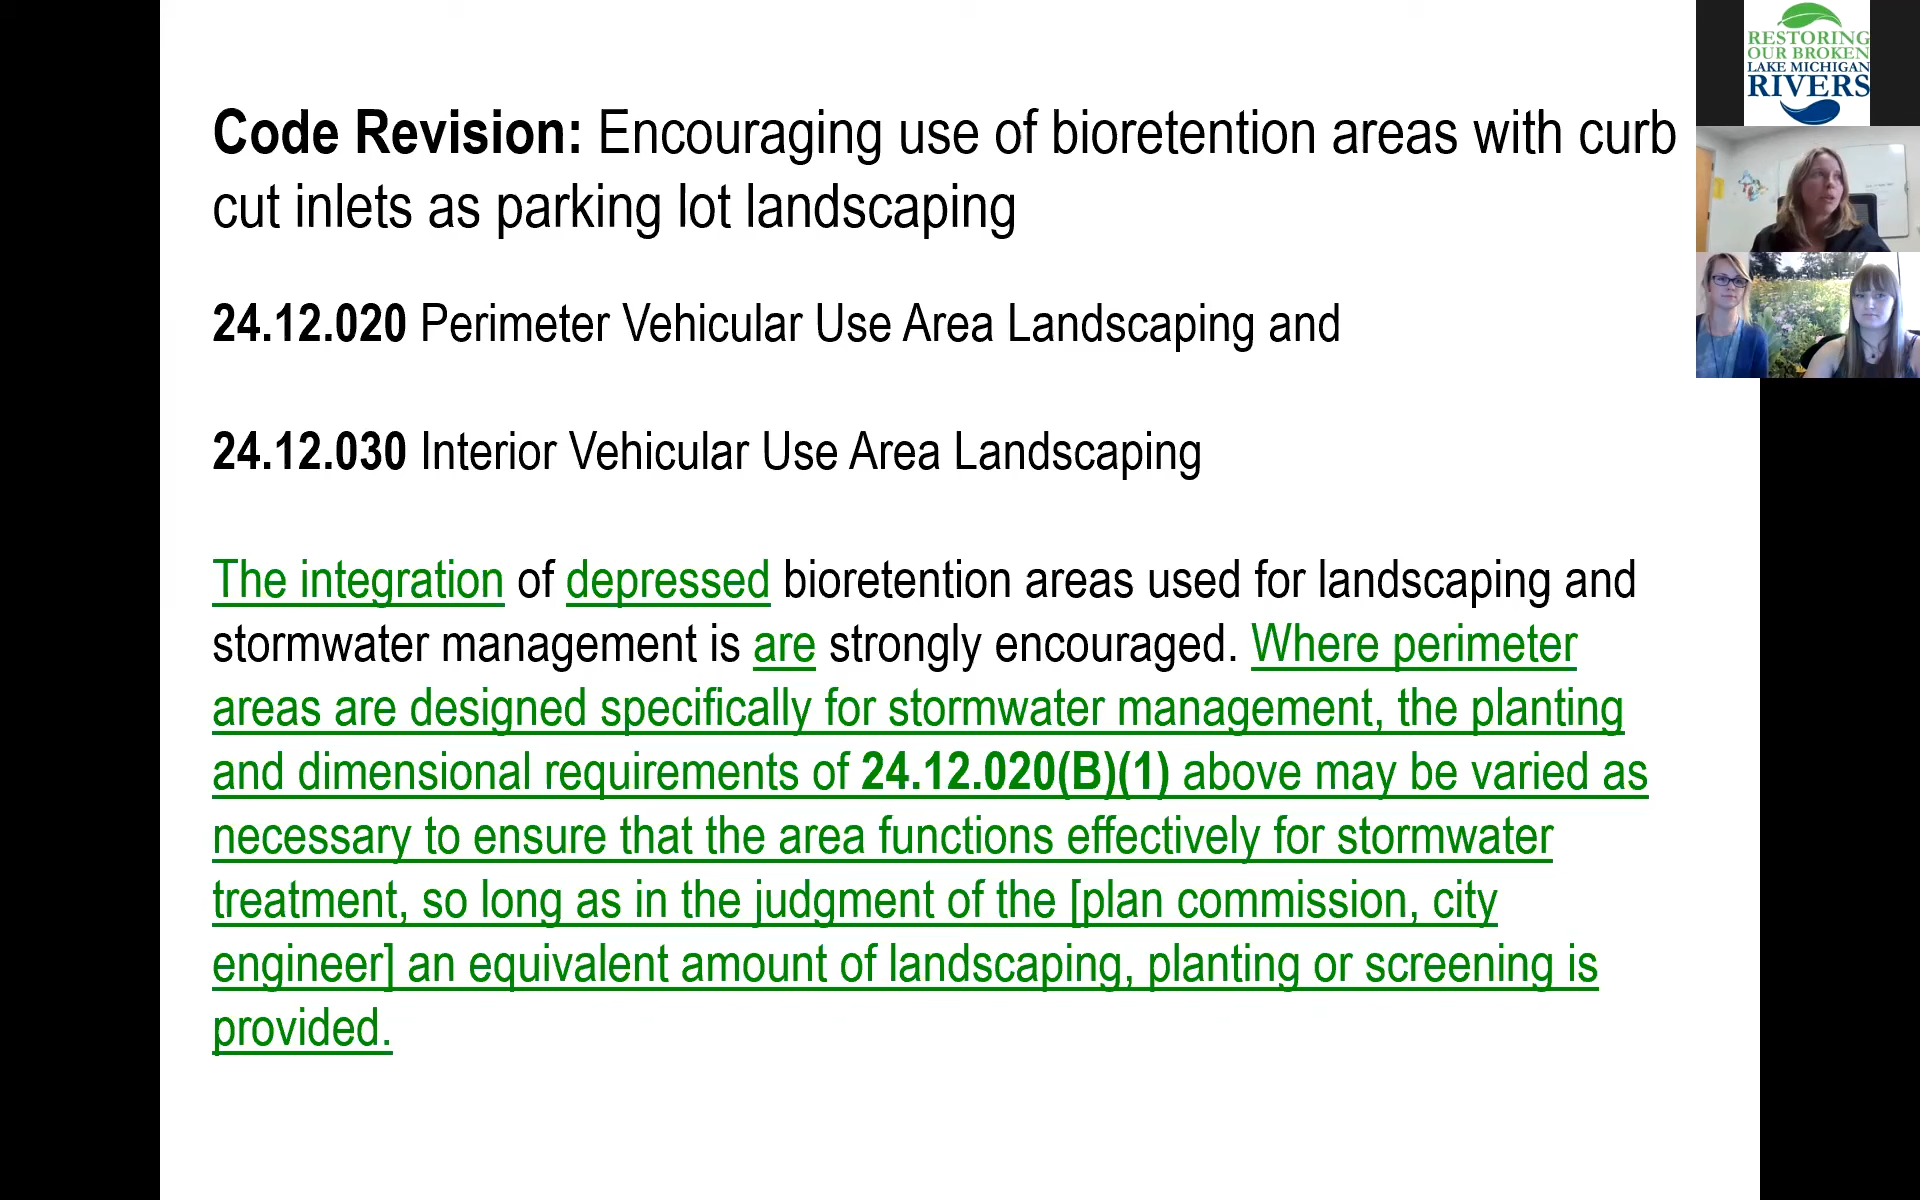 Code Revision: Encouraging use of bioretention areas with curb
cut inlets as parking lot landscaping
24.12.020 Perimeter Vehicular Use Area Landscaping and
24.12.030 Interior Vehicular Use Area Landscaping
The integration of depressed bioretention areas used for landscaping and
stormwater management is are strongly encouraged. Where perimeter
areas are designed specifically for stormwater management, the planting
and dimensional requirements of 24.12.020(B)(1) above may be varied as
necessary to ensure that the area functions effectively for stormwater
treatment, so long as in the judgment of the [plan commission, city
engineer] an equivalent amount of landscaping, planting or screening is
provided.
RESTORING
OUR BROKEN
LAKE MICHIGAN
RIVERS